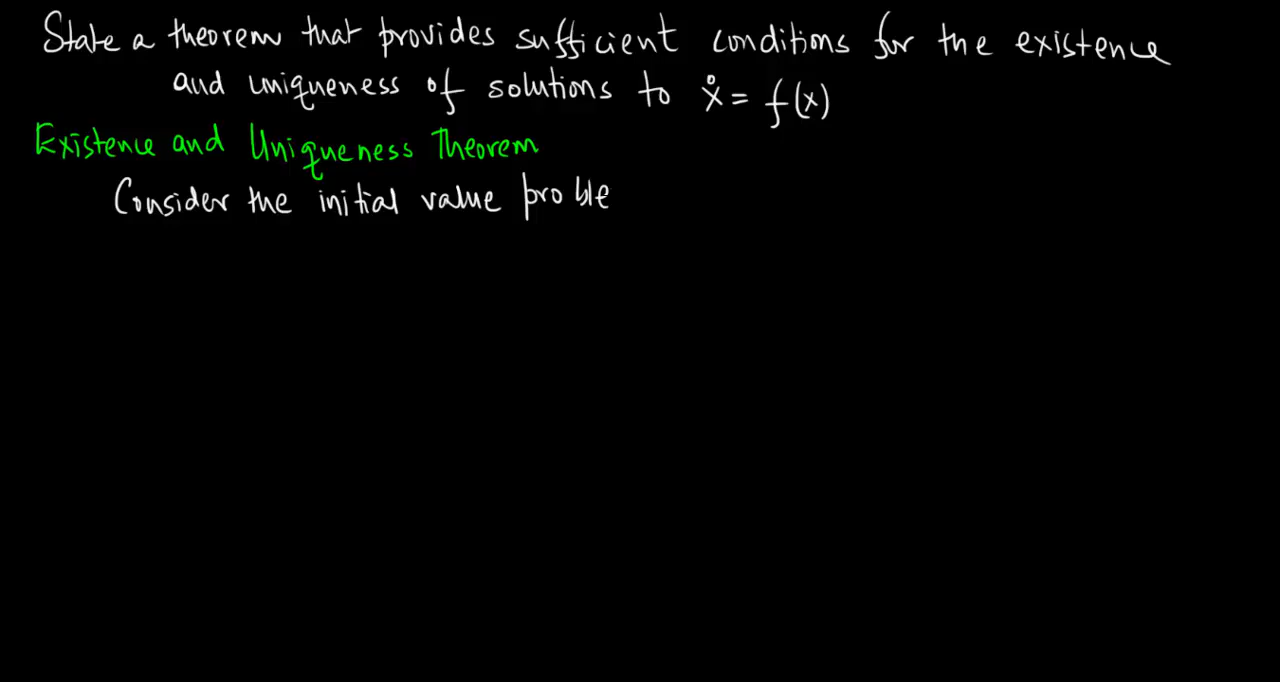 State a theorem that provides sufficient conditions for the existence
and uniqueness of solutions to ẋ = f(x)
Existence and Uniqueness Theorem
Consider the initial value proble